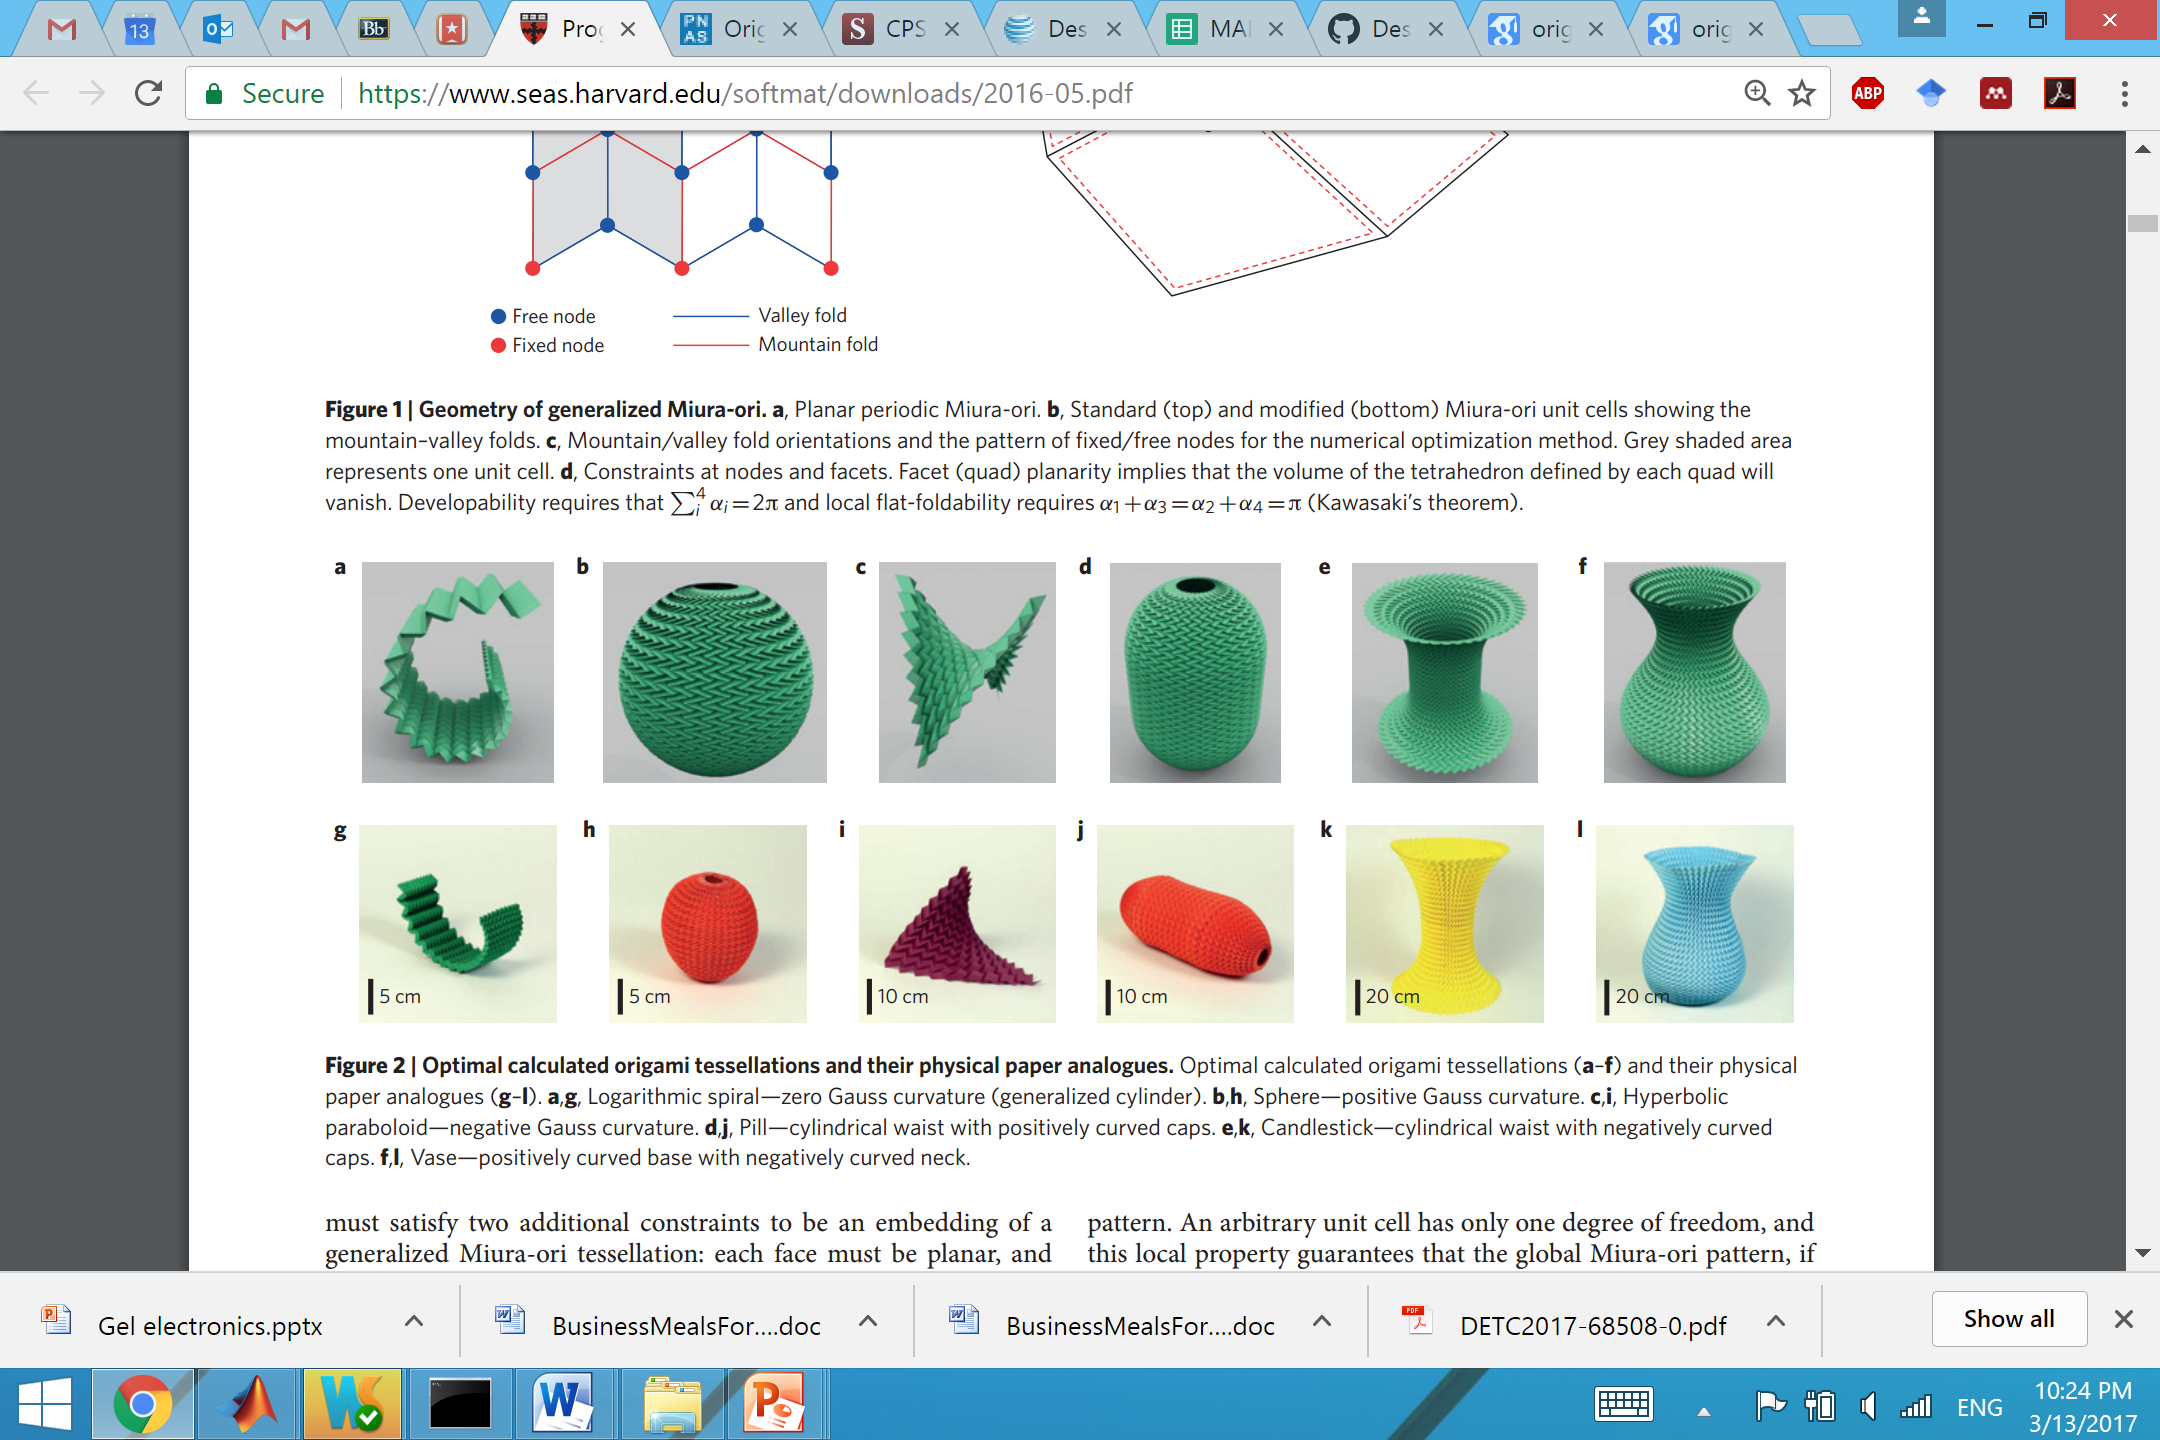 13
Bb
Pro
PN
AS
Orig
S
CPS
Des
MAI
Des
orig
orig
Secure
https://www.seas.harvard.edu/softmat/downloads/2016-05.pdf
ABP
Free node
Valley fold
Fixed node
Mountain fold
Figure 1 | Geometry of generalized Miura-ori. a, Planar periodic Miura-ori. b, Standard (top) and modified (bottom) Miura-ori unit cells showing the
mountain–valley folds. c, Mountain/valley fold orientations and the pattern of fixed/free nodes for the numerical optimization method. Grey shaded area
represents one unit cell. d, Constraints at nodes and facets. Facet (quad) planarity implies that the volume of the tetrahedron defined by each quad will
vanish. Developability requires that ∑⁴ᵢ αᵢ=2π and local flat-foldability requires α₁+α₃=α₂+α₄=π (Kawasaki's theorem).
a b c d e f
g h i j k l
5 cm 5 cm 10 cm 10 cm 20 cm 20 cm
Figure 2 | Optimal calculated origami tessellations and their physical paper analogues. Optimal calculated origami tessellations (a–f) and their physical
paper analogues (g–l). a,g, Logarithmic spiral—zero Gauss curvature (generalized cylinder). b,h, Sphere—positive Gauss curvature. c,i, Hyperbolic
paraboloid—negative Gauss curvature. d,j, Pill—cylindrical waist with positively curved caps. e,k, Candlestick—cylindrical waist with negatively curved
caps. f,l, Vase—positively curved base with negatively curved neck.
must satisfy two additional constraints to be an embedding of a
generalized Miura-ori tessellation: each face must be planar, and
pattern. An arbitrary unit cell has only one degree of freedom, and
this local property guarantees that the global Miura-ori pattern, if
Gel electronics.pptx
BusinessMealsFor....doc
BusinessMealsFor....doc
DETC2017-68508-0.pdf
Show all
ENG
10:24 PM
3/13/2017